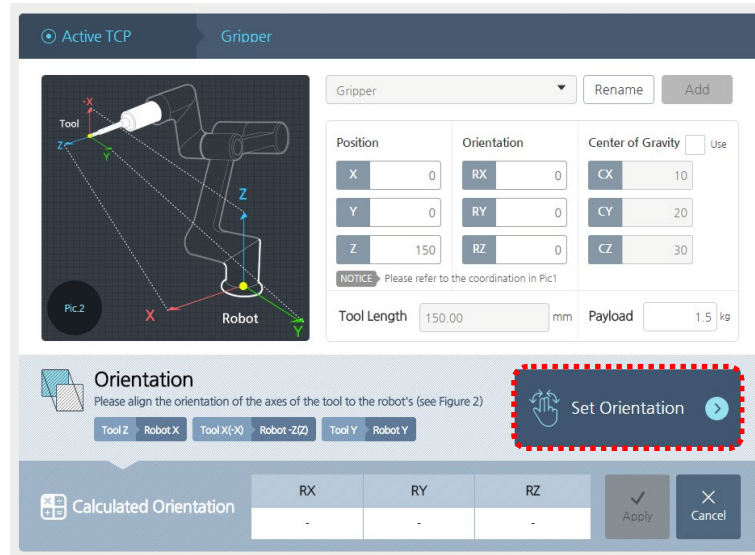 Active TCP
Gripper
-X
Tool
Z
Y
Z
X
Robot
Y
Pic.2
Gripper
Rename
Add
Position
Orientation
Center of Gravity
Use
X 0
RX 0
CX 10
Y 0
RY 0
CY 20
Z 150
RZ 0
CZ 30
NOTICE Please refer to the coordination in Pic1
Tool Length 150.00 mm
Payload 1.5 kg
Orientation
Please align the orientation of the axes of the tool to the robot's (see Figure 2)
Tool Z Robot X Tool X(-X) Robot -Z(Z) Tool Y Robot Y
Set Orientation
Calculated Orientation
RX RY RZ
- - -
Apply
Cancel